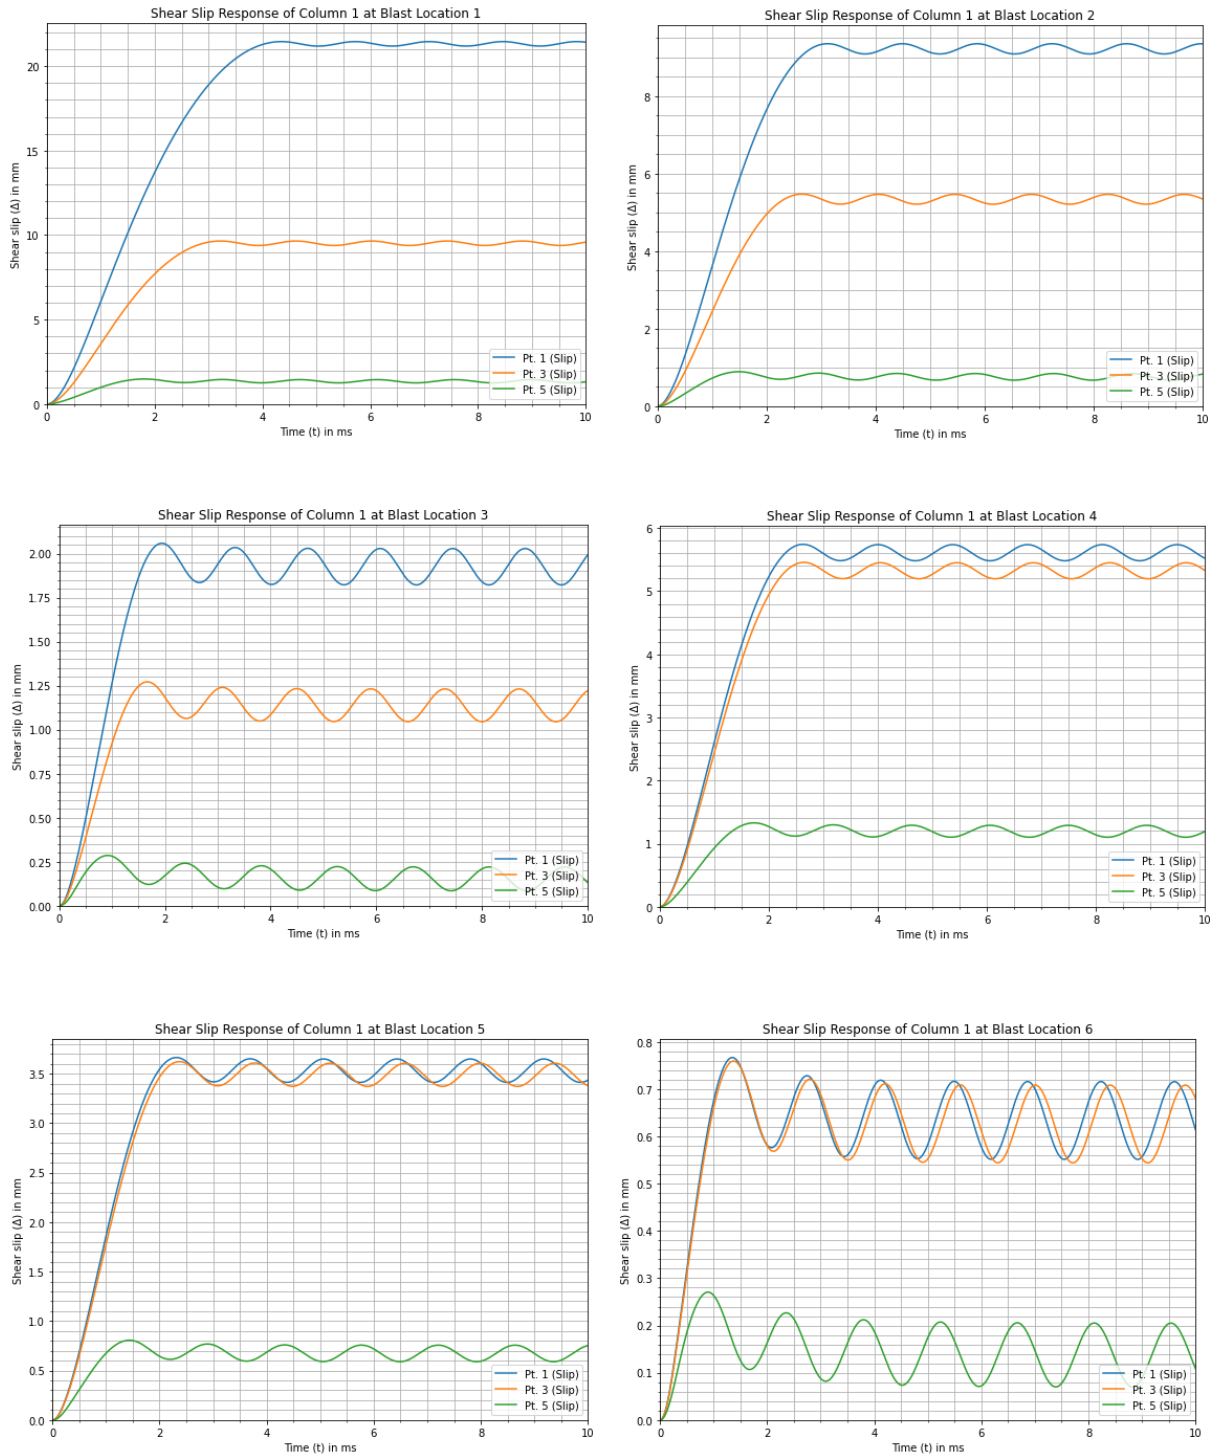 Shear Slip Response of Column 1 at Blast Location 1
Shear slip (Δ) in mm
20
15
10
5
0
0 2 4 6 8 10
Time (t) in ms
Pt. 1 (Slip)
Pt. 3 (Slip)
Pt. 5 (Slip)
Shear Slip Response of Column 1 at Blast Location 2
Shear slip (Δ) in mm
8
6
4
2
0
0 2 4 6 8 10
Time (t) in ms
Pt. 1 (Slip)
Pt. 3 (Slip)
Pt. 5 (Slip)
Shear Slip Response of Column 1 at Blast Location 3
Shear slip (Δ) in mm
2.00
1.75
1.50
1.25
1.00
0.75
0.50
0.25
0.00
0 2 4 6 8 10
Time (t) in ms
Pt. 1 (Slip)
Pt. 3 (Slip)
Pt. 5 (Slip)
Shear Slip Response of Column 1 at Blast Location 4
Shear slip (Δ) in mm
6
5
4
3
2
1
0
0 2 4 6 8 10
Time (t) in ms
Pt. 1 (Slip)
Pt. 3 (Slip)
Pt. 5 (Slip)
Shear Slip Response of Column 1 at Blast Location 5
Shear slip (Δ) in mm
3.5
3.0
2.5
2.0
1.5
1.0
0.5
0.0
0 2 4 6 8 10
Time (t) in ms
Pt. 1 (Slip)
Pt. 3 (Slip)
Pt. 5 (Slip)
Shear Slip Response of Column 1 at Blast Location 6
Shear slip (Δ) in mm
0.8
0.7
0.6
0.5
0.4
0.3
0.2
0.1
0.0
0 2 4 6 8 10
Time (t) in ms
Pt. 1 (Slip)
Pt. 3 (Slip)
Pt. 5 (Slip)